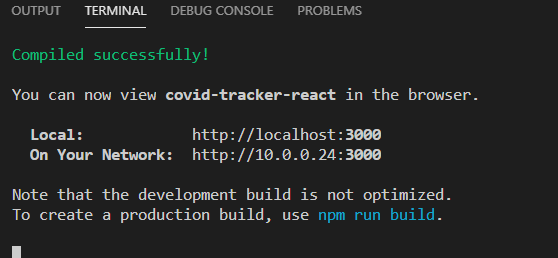 OUTPUT TERMINAL DEBUG CONSOLE PROBLEMS
Compiled successfully!
You can now view covid-tracker-react in the browser.
Local: http://localhost:3000
On Your Network: http://10.0.0.24:3000
Note that the development build is not optimized.
To create a production build, use npm run build.